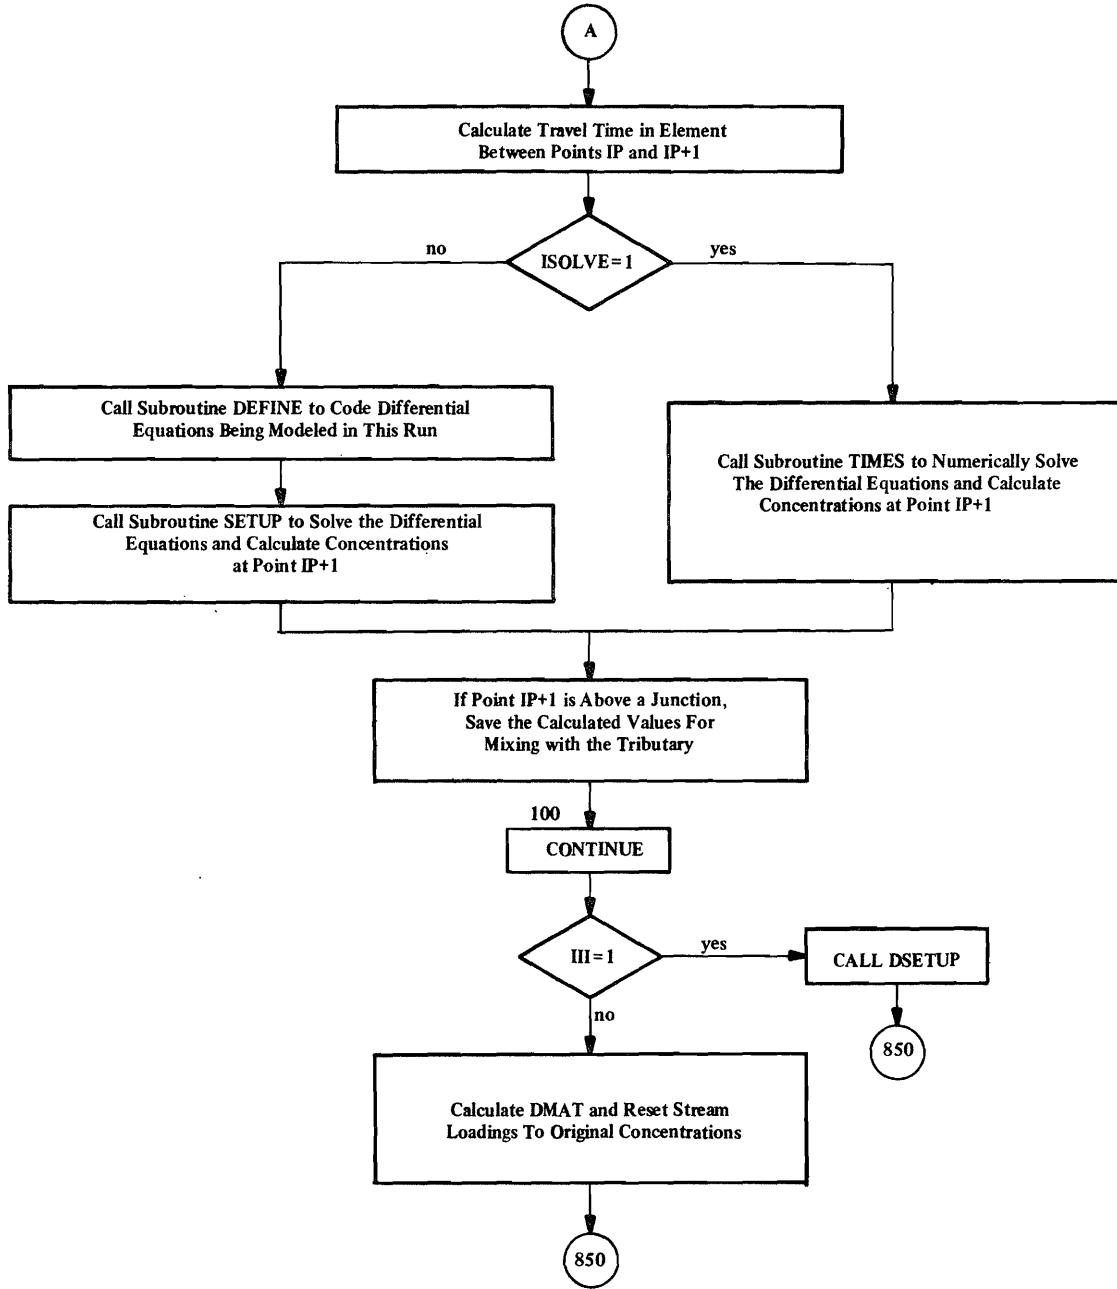 A
Calculate Travel Time in Element
Between Points IP and IP+1
no
ISOLVE=1
yes
Call Subroutine DEFINE to Code Differential
Equations Being Modeled in This Run
Call Subroutine SETUP to Solve the Differential
Equations and Calculate Concentrations
at Point IP+1
Call Subroutine TIMES to Numerically Solve
The Differential Equations and Calculate
Concentrations at Point IP+1
If Point IP+1 is Above a Junction,
Save the Calculated Values For
Mixing with the Tributary
100
CONTINUE
III=1
yes
CALL DSETUP
850
no
Calculate DMAT and Reset Stream
Loadings To Original Concentrations
850